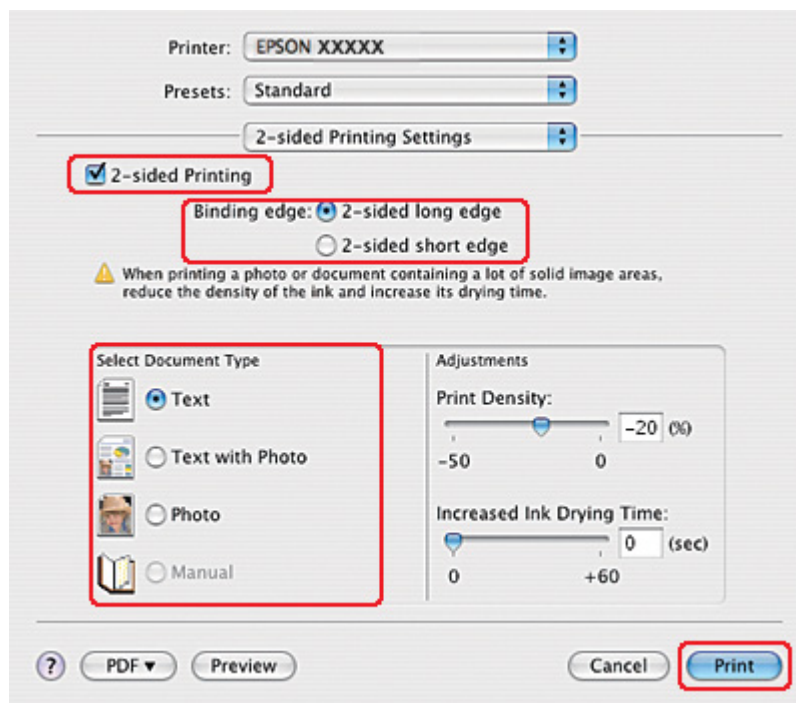 Printer: EPSON XXXXX
Presets: Standard
2-sided Printing Settings
2-sided Printing
Binding edge: 2-sided long edge
2-sided short edge
When printing a photo or document containing a lot of solid image areas,
reduce the density of the ink and increase its drying time.
Select Document Type
Text
Text with Photo
Photo
Manual
Adjustments
Print Density:
-20 (%)
-50 0
Increased Ink Drying Time:
0 (sec)
0 +60
? PDF ▼ Preview Cancel Print